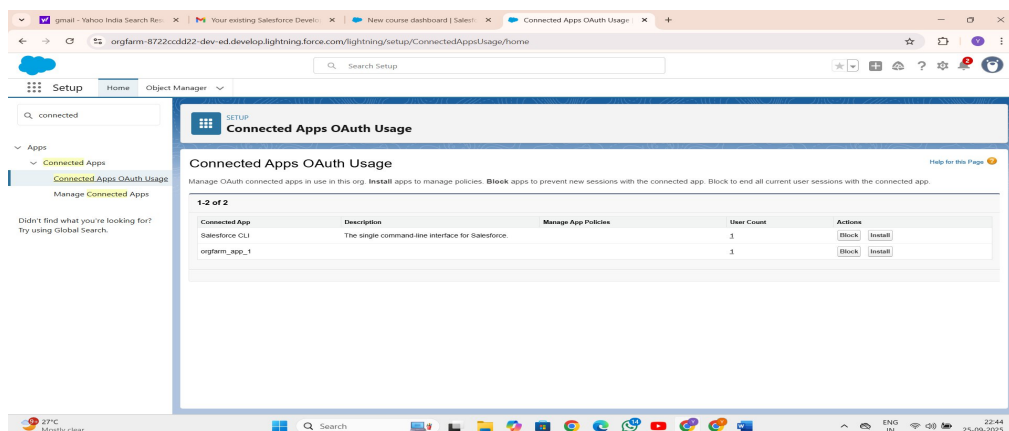 gmail - Yahoo India Search Resu
Your existing Salesforce Develo
New course dashboard | Salesfo
Connected Apps OAuth Usage |
orgfarm-8722ccdd22-dev-ed.develop.lightning.force.com/lightning/setup/ConnectedAppsUsage/home
Search Setup
2
Setup Home Object Manager
connected
Apps
Connected Apps
Connected Apps OAuth Usage
Manage Connected Apps
Didn't find what you're looking for?
Try using Global Search.
SETUP
Connected Apps OAuth Usage
Connected Apps OAuth Usage
Help for this Page
Manage OAuth connected apps in use in this org. Install apps to manage policies. Block apps to prevent new sessions with the connected app. Block to end all current user sessions with the connected app.
1-2 of 2
Connected App Description Manage App Policies User Count Actions
Salesforce CLI The single command-line interface for Salesforce. 1 Block Install
orgfarm_app_1 1 Block Install
27°C
Mostly clear
Search
ENG
IN
22:44
25-09-2025